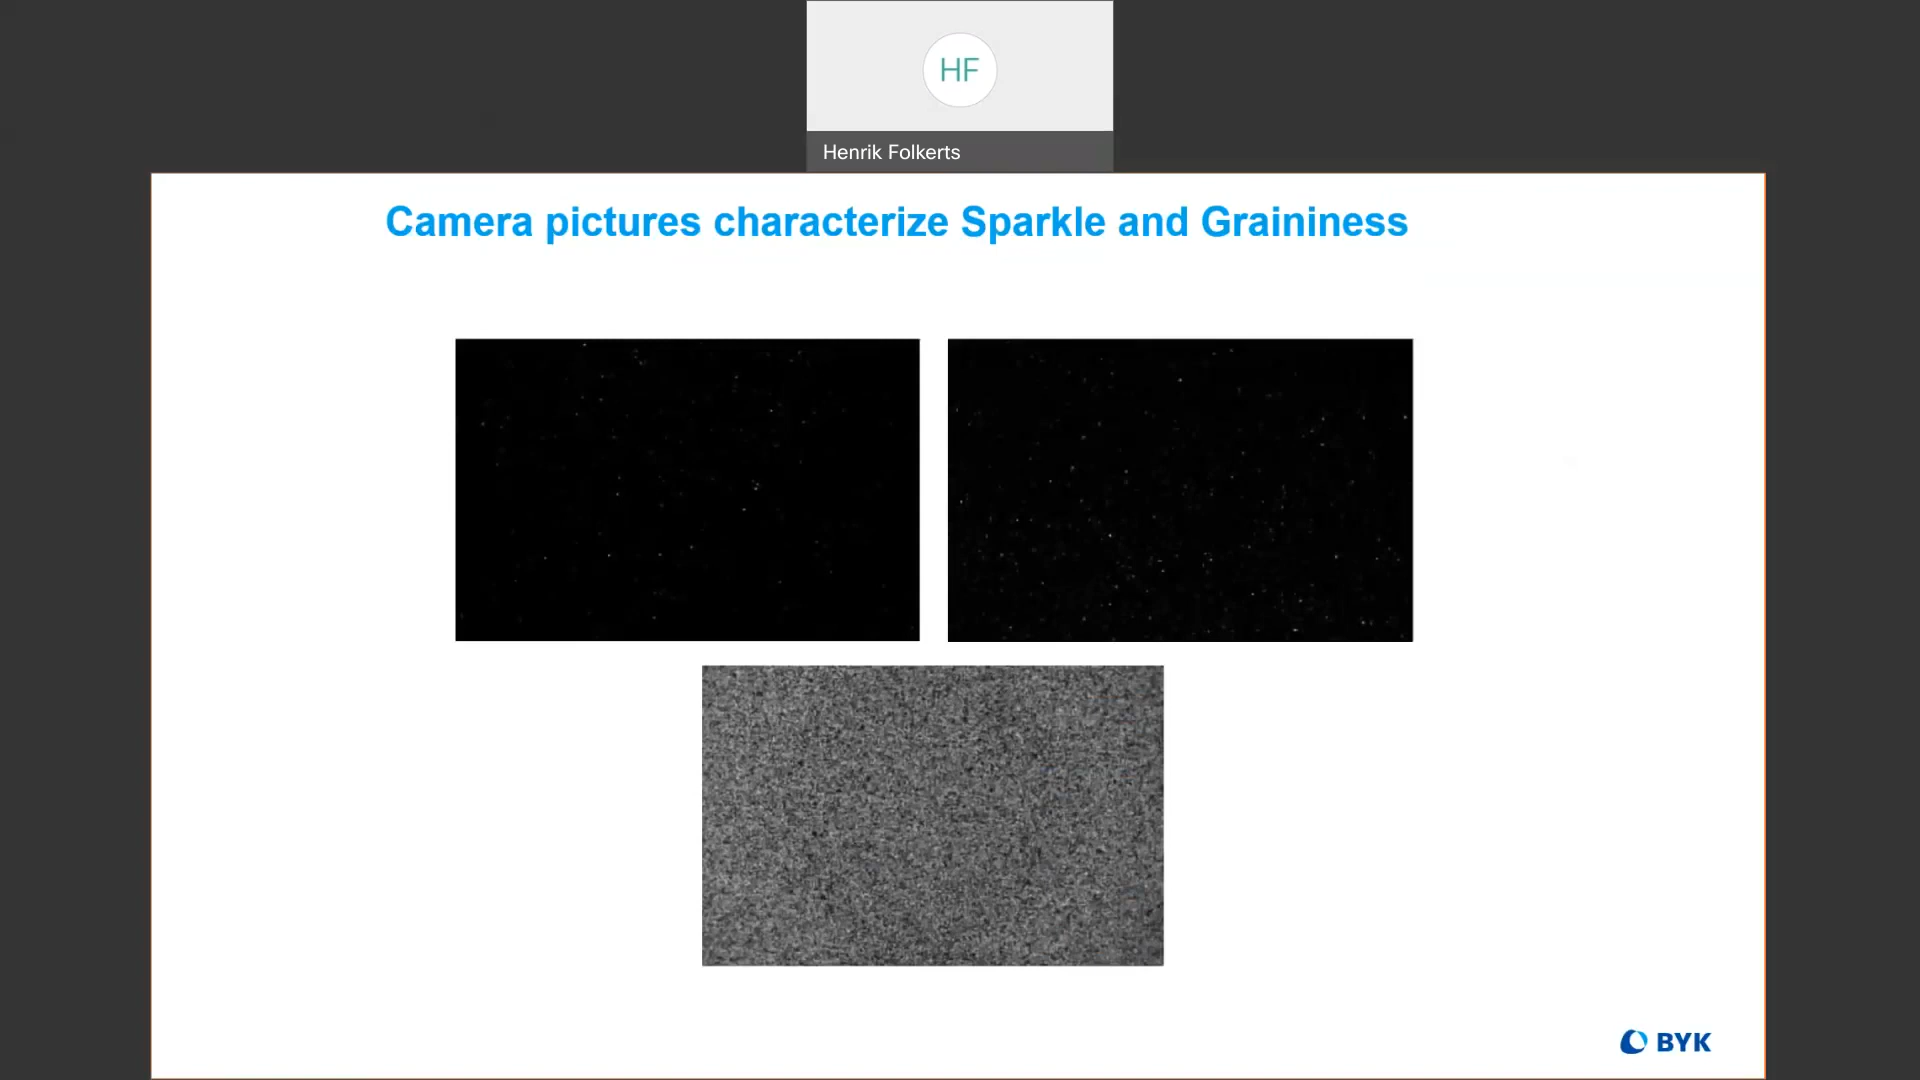 HF
Henrik Folkerts
Camera pictures characterize Sparkle and Graininess
BYK